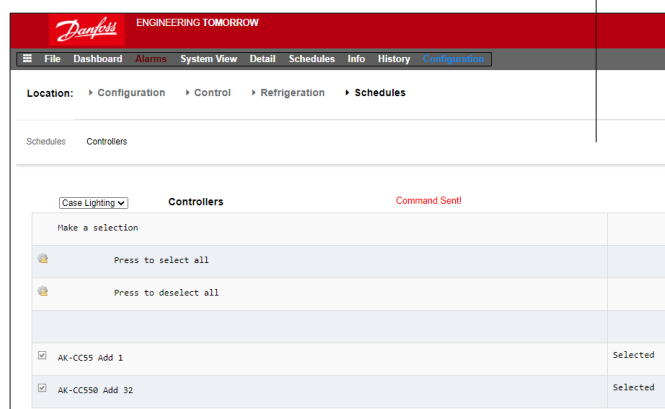 Danfoss ENGINEERING TOMORROW
File Dashboard Alarms System View Detail Schedules Info History Configuration
Location: Configuration Control Refrigeration Schedules
Schedules Controllers
Case Lighting Controllers Command Sent!
Make a selection
Press to select all
Press to deselect all
AK-CC55 Add 1 Selected
AK-CC550 Add 32 Selected